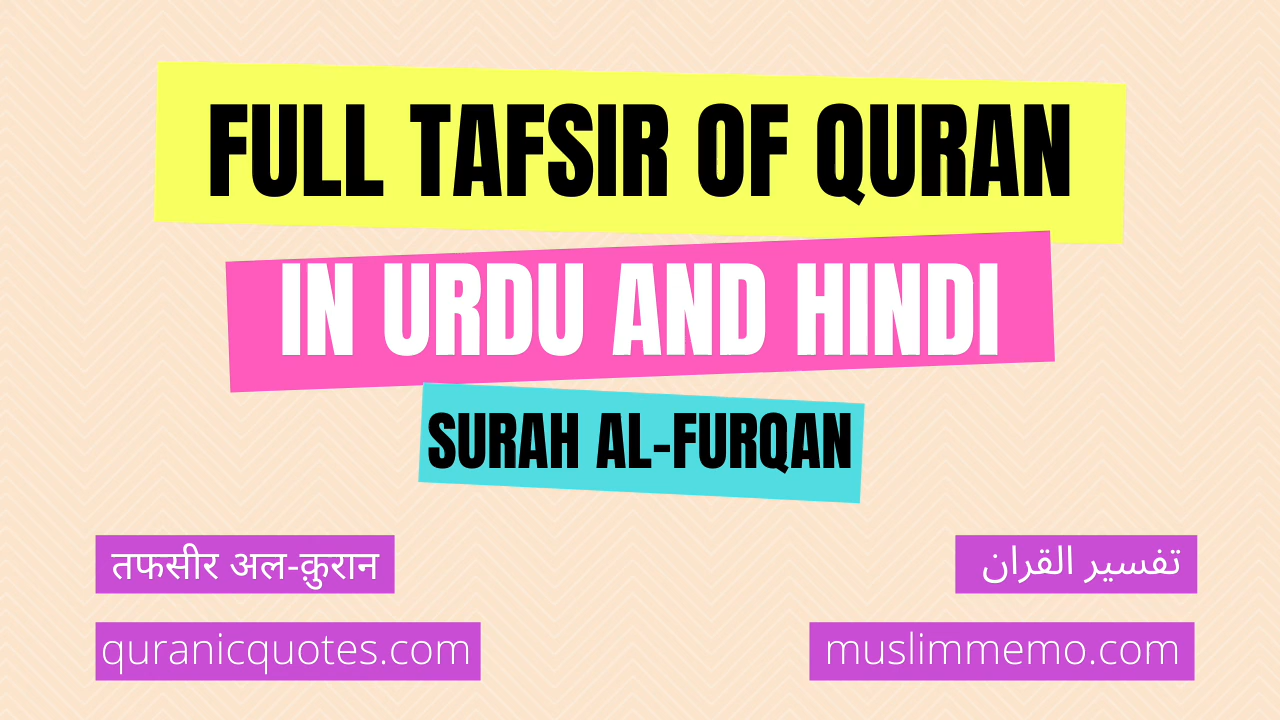 FULL TAFSIR OF QURAN
IN URDU AND HINDI
SURAH AL-FURQAN
तफसीर अल-क़ुरान
تفسير القران
quranicquotes.com
muslimmemo.com